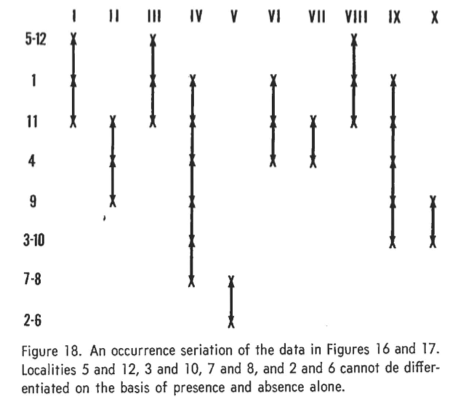 I II III IV V VI VII VIII IX X
5-12
1
11
4
9
3-10
7-8
2-6
Figure 18. An occurrence seriation of the data in Figures 16 and 17.
Localities 5 and 12, 3 and 10, 7 and 8, and 2 and 6 cannot de differ-
entiated on the basis of presence and absence alone.